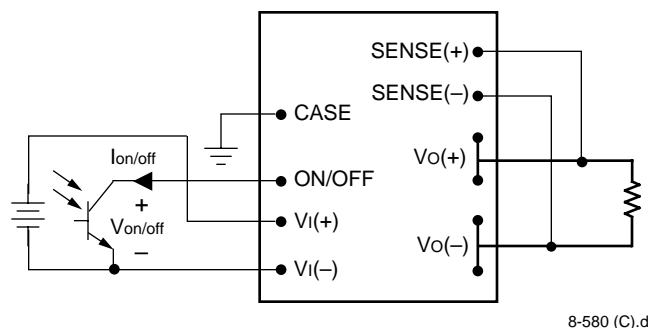 SENSE(+)
SENSE(–)
CASE
Ion/off
VO(+)
ON/OFF
+
VI(+)
Von/off
–
VO(–)
VI(–)
8-580 (C).d